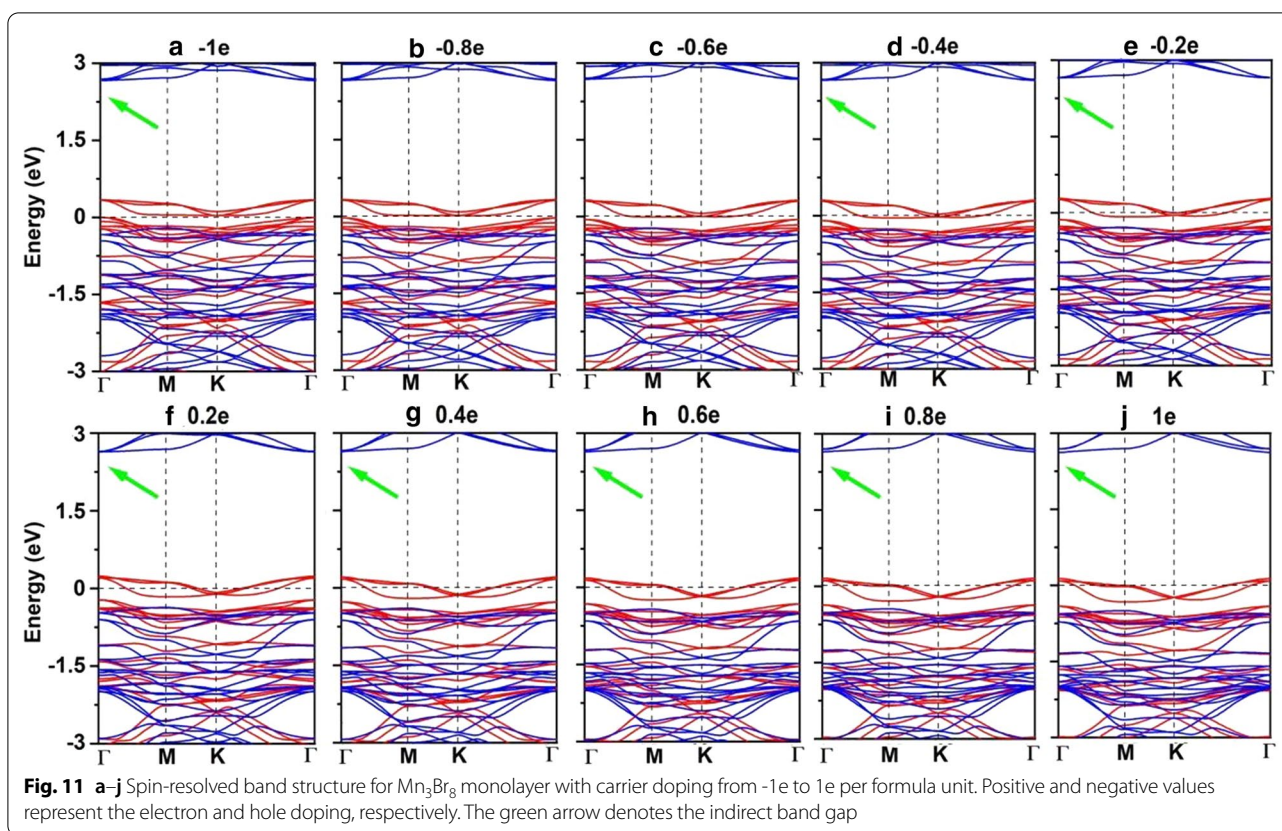 a -1e b -0.8e c -0.6e d -0.4e e -0.2e
3
1.5
0
-1.5
-3
Energy (eV)
Γ M K Γ M K Γ M K Γ M K Γ M K Γ
f 0.2e g 0.4e h 0.6e i 0.8e j 1e
3
1.5
0
-1.5
-3
Energy (eV)
Γ M K Γ M K Γ M K Γ M K Γ M K Γ
Fig. 11 a–j Spin-resolved band structure for Mn₃Br₈ monolayer with carrier doping from -1e to 1e per formula unit. Positive and negative values
represent the electron and hole doping, respectively. The green arrow denotes the indirect band gap